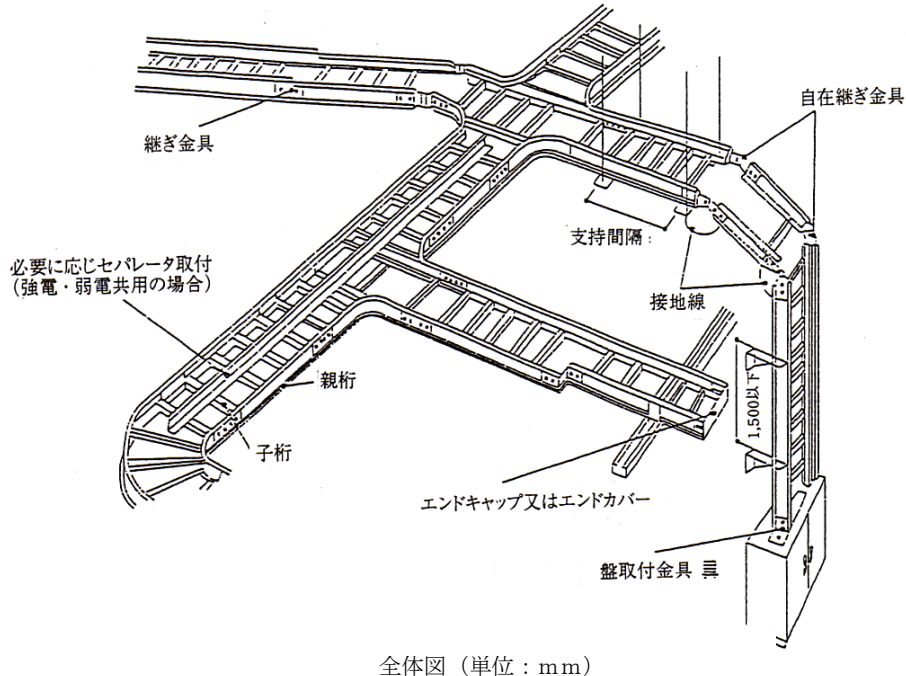 自在継ぎ金具
継ぎ金具
支持間隔
必要に応じセパレータ取付
(強電・弱電共用の場合)
接地線
親桁
1,500以下
子桁
エンドキャップ又はエンドカバー
盤取付金具
全体図（単位：mm）